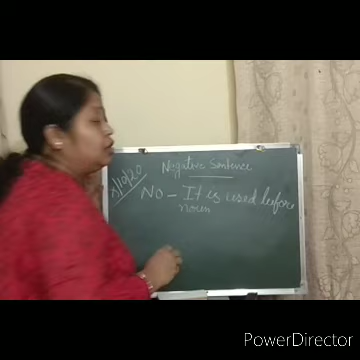 Negative Sentence
No - It is used before
noun
PowerDirector